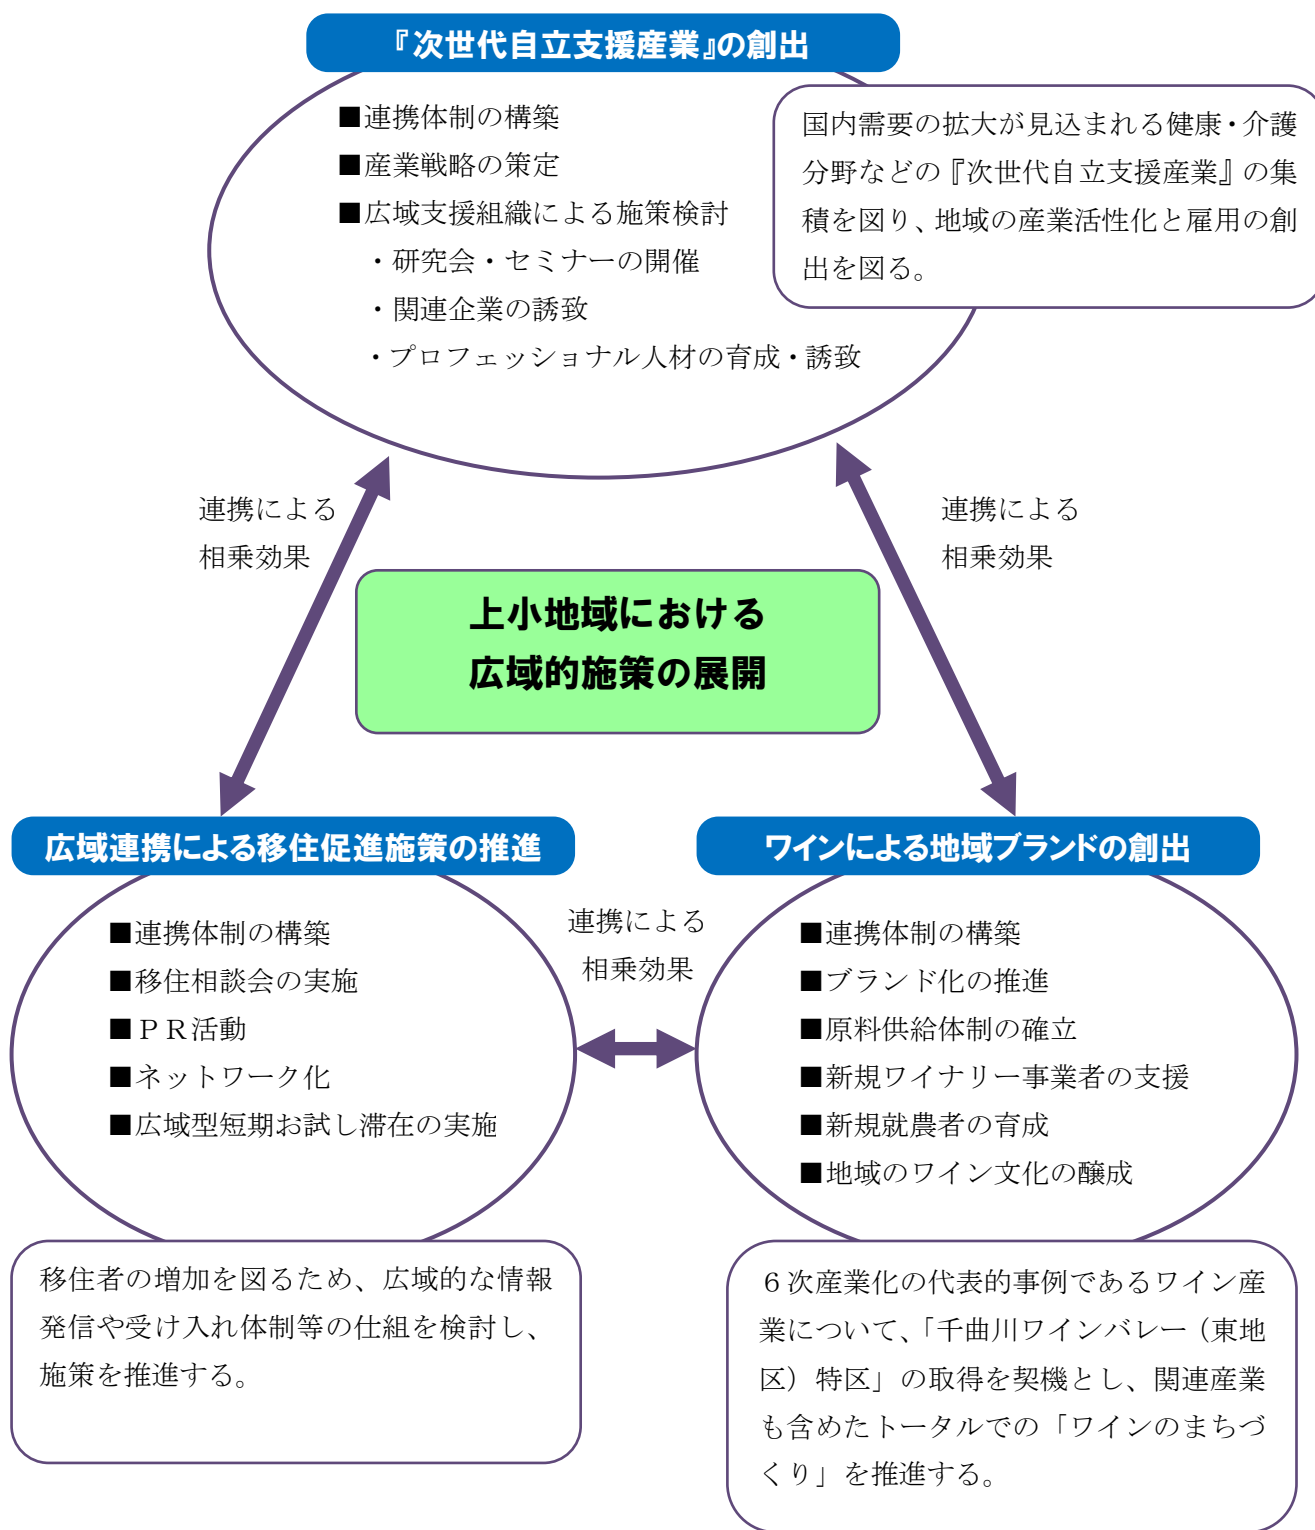 『次世代自立支援産業』の創出
■連携体制の構築
■産業戦略の策定
■広域支援組織による施策検討
・研究会・セミナーの開催
・関連企業の誘致
・プロフェッショナル人材の育成・誘致
国内需要の拡大が見込まれる健康・介護
分野などの『次世代自立支援産業』の集
積を図り、地域の産業活性化と雇用の創
出を図る。
連携による
相乗効果
連携による
相乗効果
上小地域における
広域的施策の展開
広域連携による移住促進施策の推進
■連携体制の構築
■移住相談会の実施
■ＰＲ活動
■ネットワーク化
■広域型短期お試し滞在の実施
移住者の増加を図るため、広域的な情報
発信や受け入れ体制等の仕組を検討し、
施策を推進する。
連携による
相乗効果
ワインによる地域ブランドの創出
■連携体制の構築
■ブランド化の推進
■原料供給体制の確立
■新規ワイナリー事業者の支援
■新規就農者の育成
■地域のワイン文化の醸成
６次産業化の代表的事例であるワイン産
業について、「千曲川ワインバレー（東地
区）特区」の取得を契機とし、関連産業
も含めたトータルでの「ワインのまちづ
くり」を推進する。